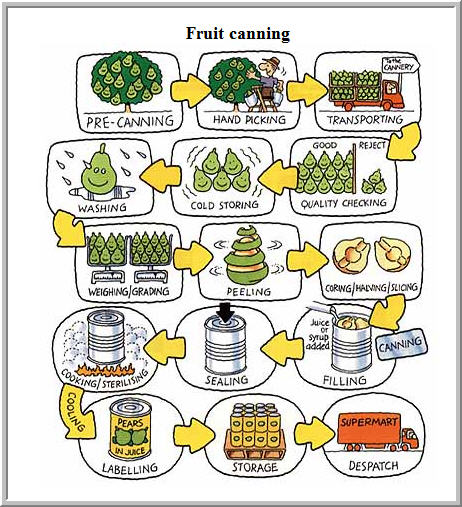 Fruit canning
PRE-CANNING
HAND PICKING
To the
CANNERY
TRANSPORTING
WASHING
COLD STORING
GOOD
REJECT
QUALITY CHECKING
WEIGHING/GRADING
PEELING
CORING/HALVING/SLICING
COOKING/STERILISING
SEALING
Juice
or
syrup
added
FILLING
CANNING
COOLING
PEARS
IN JUICE
LABELLING
STORAGE
SUPERMART
DESPATCH